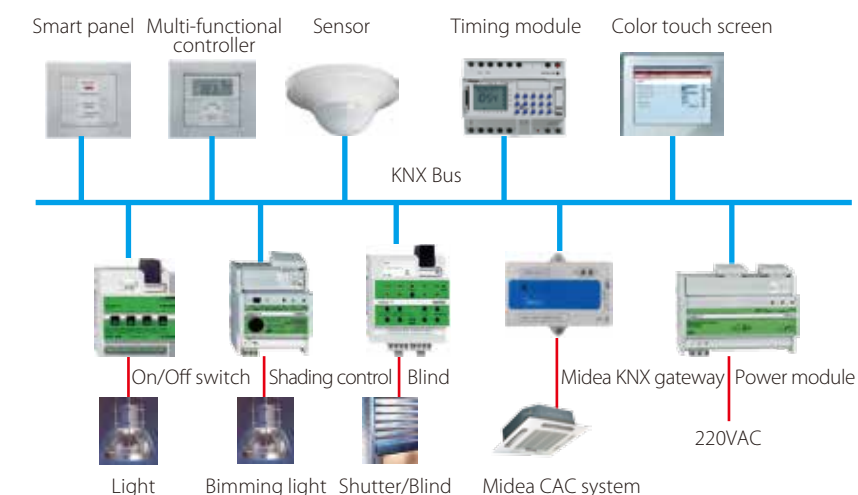 Smart panel
Multi-functional
controller
Sensor
Timing module
Color touch screen
KNX Bus
On/Off switch
Shading control
Blind
Midea KNX gateway
Power module
220VAC
Light
Bimming light
Shutter/Blind
Midea CAC system